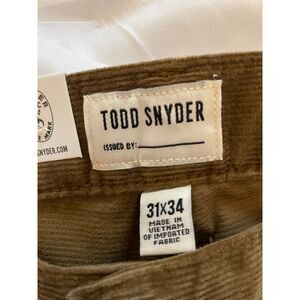 TODD SNYDER
ISSUED BY:
SNYDER.COM
31X34
MADE IN
VIETNAM
OF IMPORTED
FABRIC